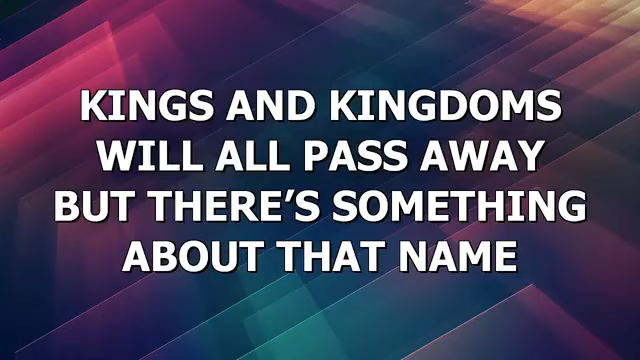 KINGS AND KINGDOMS
WILL ALL PASS AWAY
BUT THERE’S SOMETHING
ABOUT THAT NAME